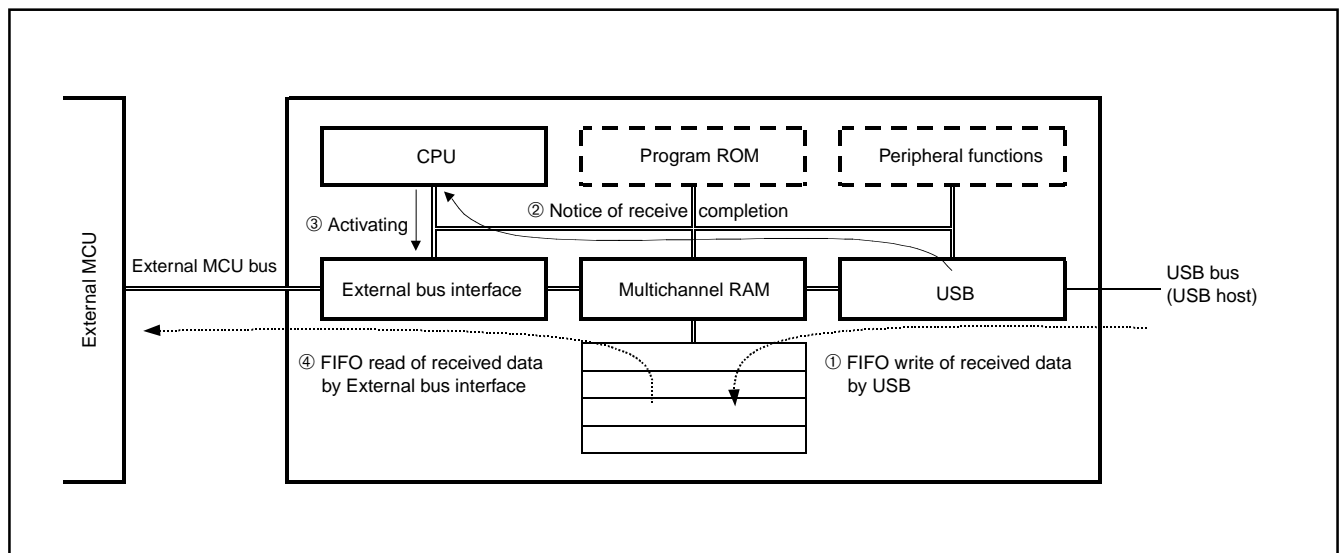 CPU
Program ROM
Peripheral functions
③ Activating
② Notice of receive completion
External MCU
External MCU bus
External bus interface
Multichannel RAM
USB
USB bus
(USB host)
④ FIFO read of received data
by External bus interface
① FIFO write of received data
by USB